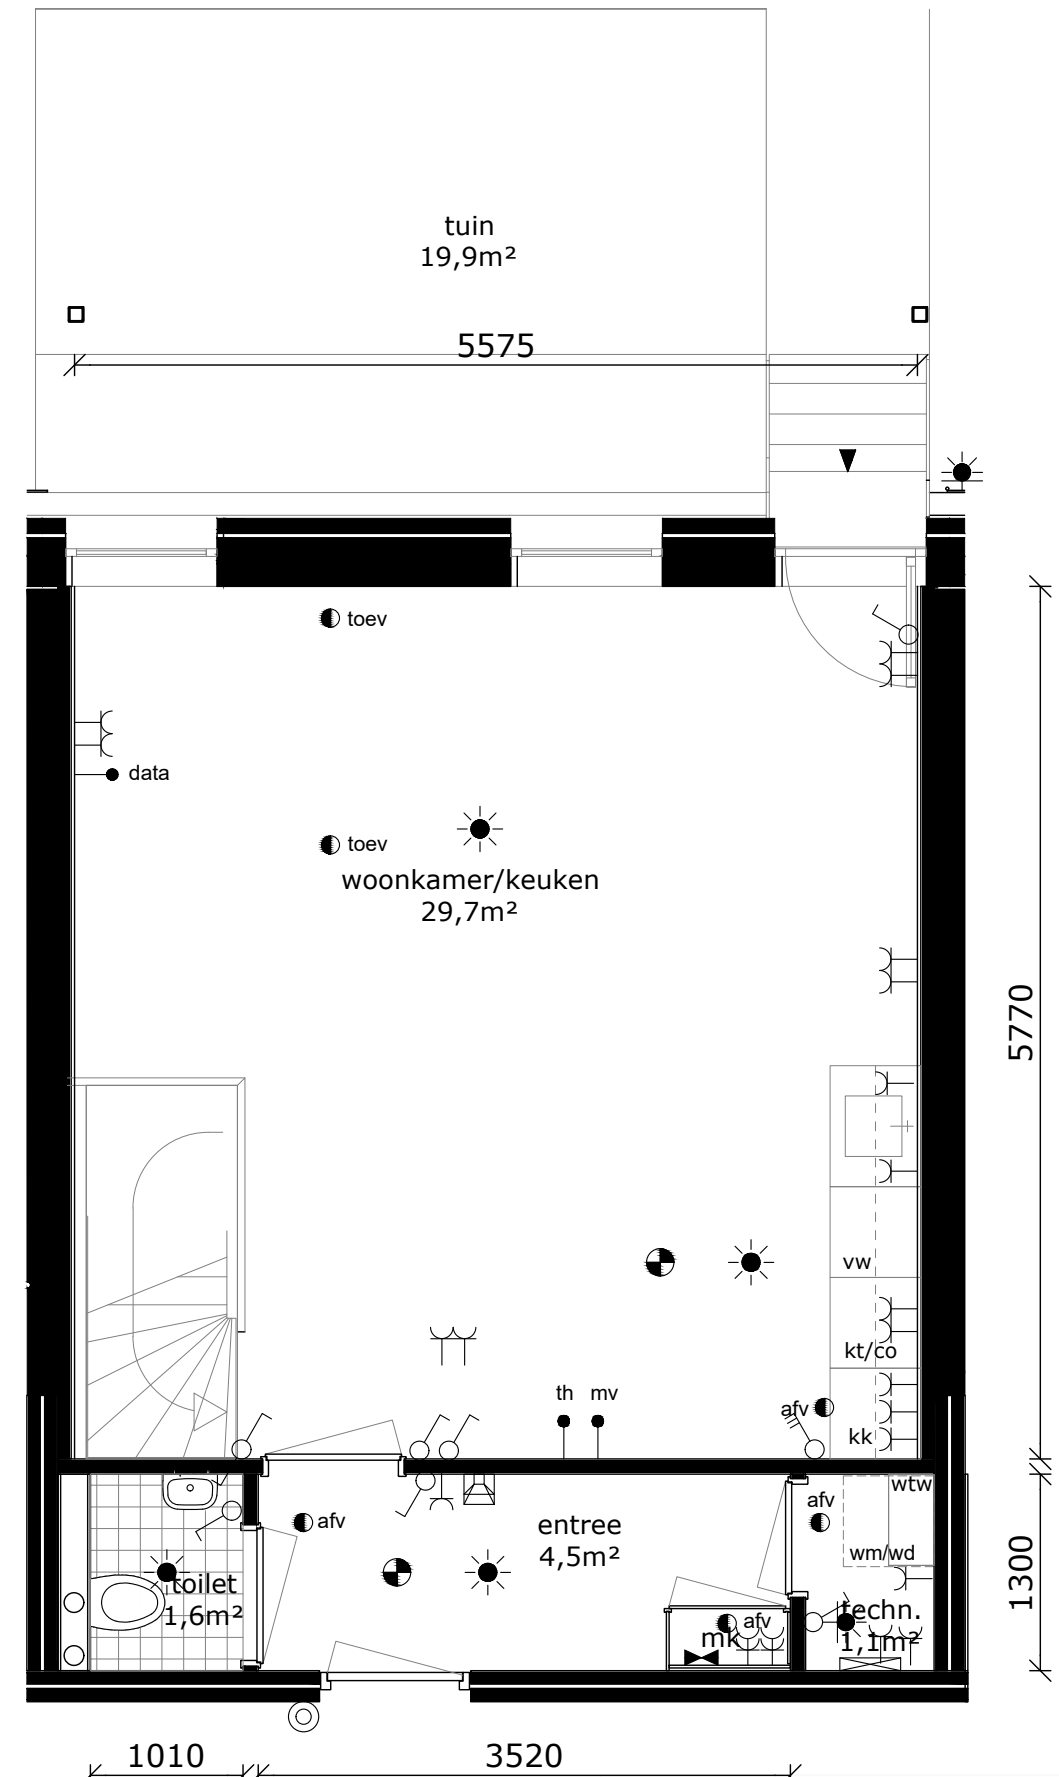 tuin
19,9m²
5575
toev
data
toev
woonkamer/keuken
29,7m²
5770
vw
kt/co
th mv
afv
kk
wtw
afv
afv
entree
4,5m²
wm/wd
1300
toilet
1,6m²
techn.
1,1m²
afv
mk
1010
3520